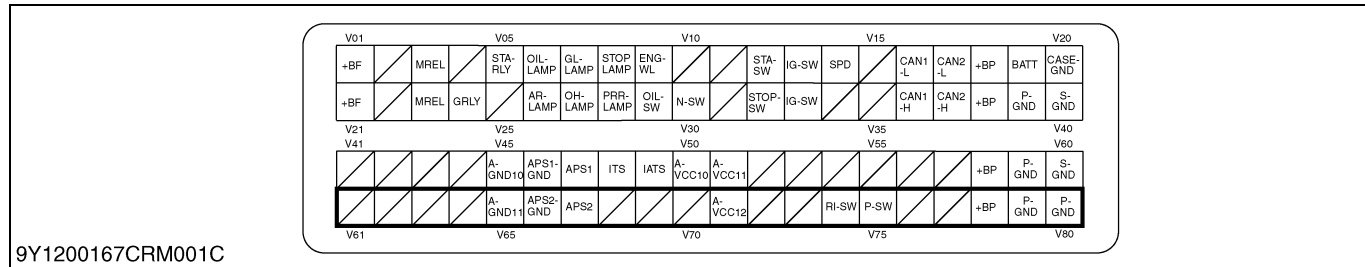 V01 V05 V10 V15 V20
+BF MREL STA-RLY OIL-LAMP GL-LAMP STOP LAMP ENG-WL STA-SW IG-SW SPD CAN1-L CAN2-L +BP BATT CASE-GND
+BF MREL GRLY AR-LAMP OH-LAMP PRR-LAMP OIL-SW N-SW STOP-SW IG-SW CAN1-H CAN2-H +BP P-GND S-GND
V21 V25 V30 V35 V40
V41 V45 V50 V55 V60
A-GND10 APS1-GND APS1 ITS IATS A-VCC10 A-VCC11 +BP P-GND S-GND
A-GND11 APS2-GND APS2 A-VCC12 RI-SW P-SW +BP P-GND P-GND
V61 V65 V70 V75 V80
9Y1200167CRM001C